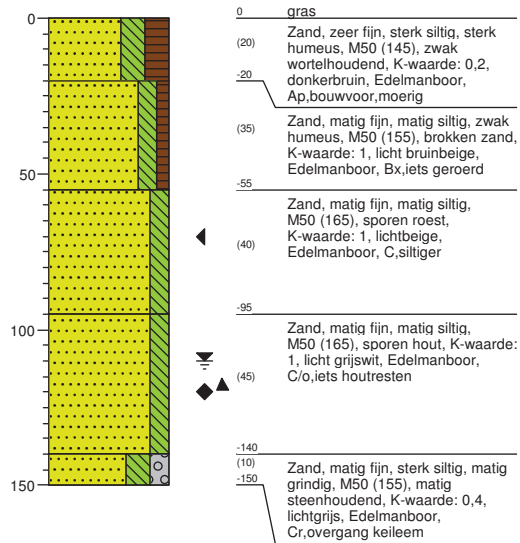 0
50
100
150
0 gras
(20) Zand, zeer fijn, sterk siltig, sterk
humeus, M50 (145), zwak
wortelhoudend, K-waarde: 0,2,
donkerbruin, Edelmanboor,
Ap,bouwvoor,moerig
-20
(35) Zand, matig fijn, matig siltig, zwak
humeus, M50 (155), brokken zand,
K-waarde: 1, licht bruinbeige,
Edelmanboor, Bx,iets geroerd
-55
(40) Zand, matig fijn, matig siltig,
M50 (165), sporen roest,
K-waarde: 1, lichtbeige,
Edelmanboor, C,siltiger
-95
(45) Zand, matig fijn, matig siltig,
M50 (165), sporen hout, K-waarde:
1, licht grijswit, Edelmanboor,
C/o,iets houtresten
-140
(10) Zand, matig fijn, sterk siltig, matig
grindig, M50 (155), matig
steenhoudend, K-waarde: 0,4,
lichtgrijs, Edelmanboor,
Cr,overgang keileem
-150